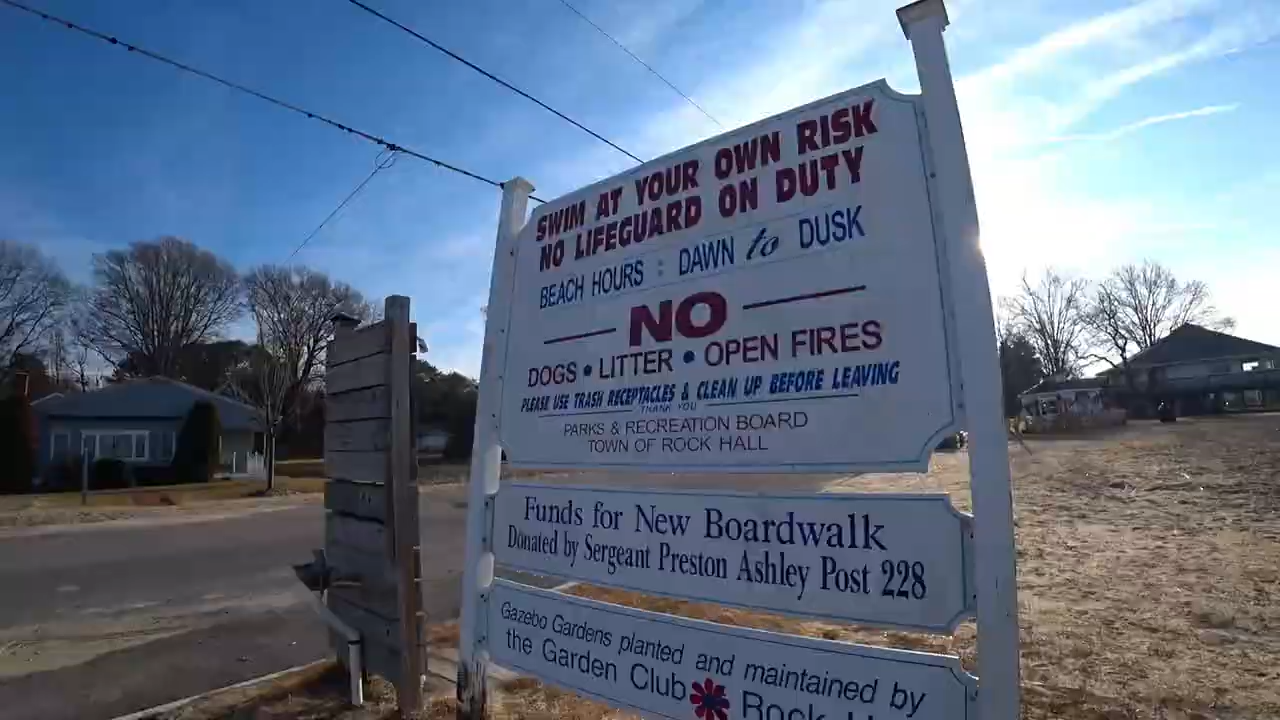 SWIM AT YOUR OWN RISK
NO LIFEGUARD ON DUTY
BEACH HOURS : DAWN to DUSK
NO
DOGS • LITTER • OPEN FIRES
PLEASE USE TRASH RECEPTACLES & CLEAN UP BEFORE LEAVING
THANK YOU
PARKS & RECREATION BOARD
TOWN OF ROCK HALL
Funds for New Boardwalk
Donated by Sergeant Preston Ashley Post 228
Gazebo Gardens planted and maintained by
the Garden Club Rock